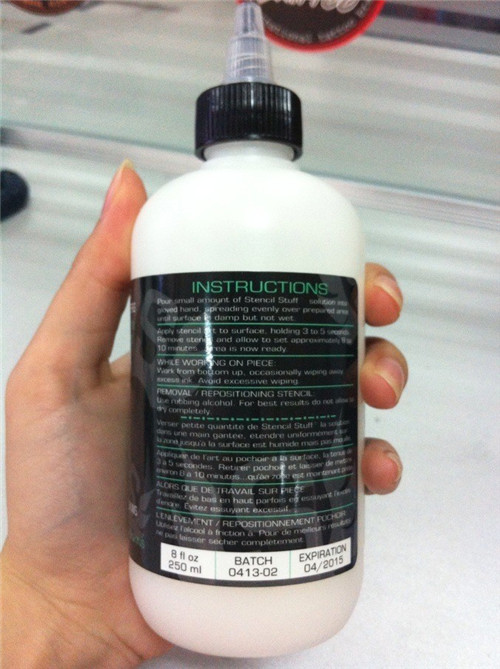 INSTRUCTIONS
Pour small amount of Stencil Stuff solution
gloved hand, spreading evenly over prepared area
until surface is damp but not wet.
Apply stencil to surface, holding 3 to 5 seconds.
Remove stencil and allow to set approximately
10 minutes area is now ready.
WHILE WORKING ON PIECE:
Work from bottom up, occasionally wiping away
excess ink. Avoid excessive wiping.
REMOVAL / REPOSITIONING STENCIL:
Use rubbing alcohol. For best results do not allow to
dry completely.
Verser petite quantite de Stencil Stuff la solution
dans une main gantée, étendre uniformément sur
la zone jusqu'à la surface est humide mais pas
Appliquer de l'art au pochoir à la surface, la tenue de
3 à 5 secondes. Retirer pochoir et laisser de mettre
environ 8 à 10 minutes maintenant
ALORS QUE DE TRAVAIL SUR PIECE
Travaillez de bas en haut parfois en essuyant
d'encre. Évitez essuyant excessif.
L'ENLÈVEMENT / REPOSITIONNEMENT POCHOIR:
Utilisez l'alcool à friction à. Pour de meilleurs résultats
ne pas laisser sécher complètement.
8 fl oz
250 ml
BATCH
0413-02
EXPIRATION
04/2015